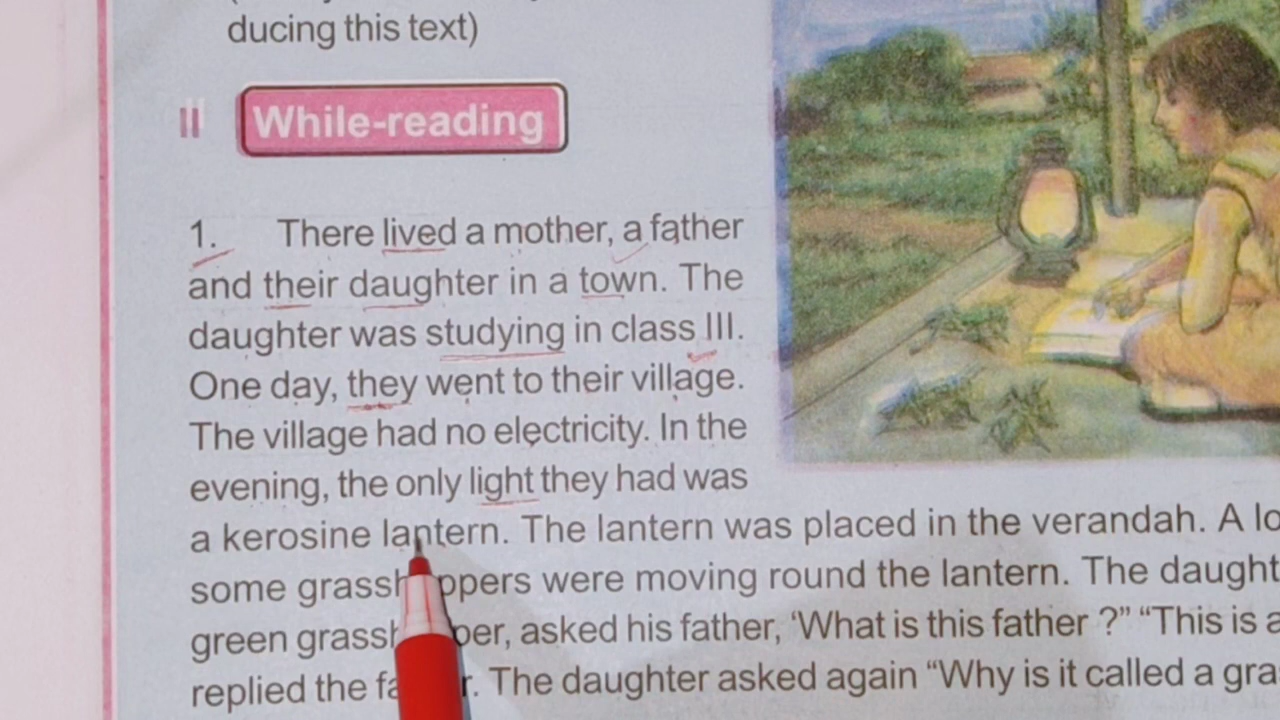 ducing this text)
II While-reading
1. There lived a mother, a father
and their daughter in a town. The
daughter was studying in class III.
One day, they went to their village.
The village had no electricity. In the
evening, the only light they had was
a kerosine lantern. The lantern was placed in the verandah. A lo
some were moving round the lantern. The daught
green asked his father, ‘What is this father ?” “This is a
replied the The daughter asked again “Why is it called a gra